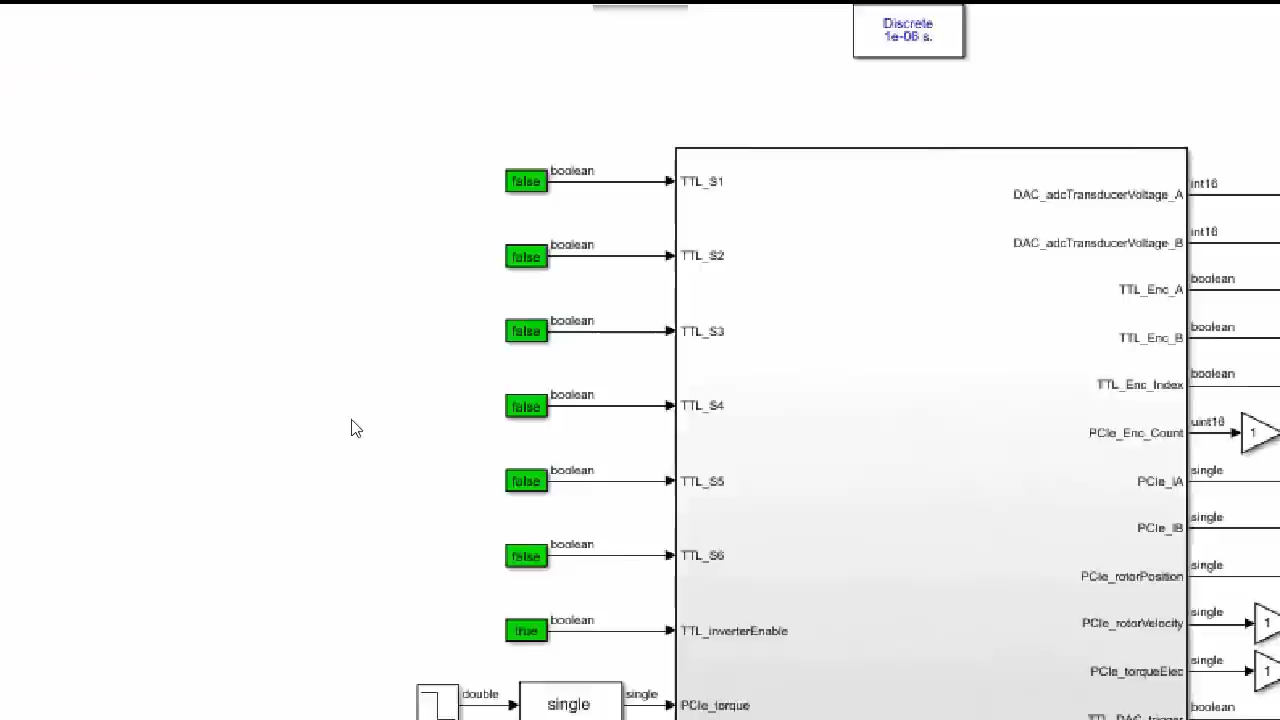 Discrete
1e-06 s.
false
boolean
TTL_S1
false
boolean
TTL_S2
false
boolean
TTL_S3
false
boolean
TTL_S4
false
boolean
TTL_S5
false
boolean
TTL_S6
true
boolean
TTL_inverterEnable
double
single
single
PCIe_torque
DAC_adcTransducerVoltage_A
int16
DAC_adcTransducerVoltage_B
int16
TTL_Enc_A
boolean
TTL_Enc_B
boolean
TTL_Enc_Index
boolean
PCIe_Enc_Count
uint16
1
PCIe_IA
single
PCIe_IB
single
PCIe_rotorPosition
single
PCIe_rotorVelocity
single
1
PCIe_torqueElec
single
1
TTL_DAC_trigger
boolean